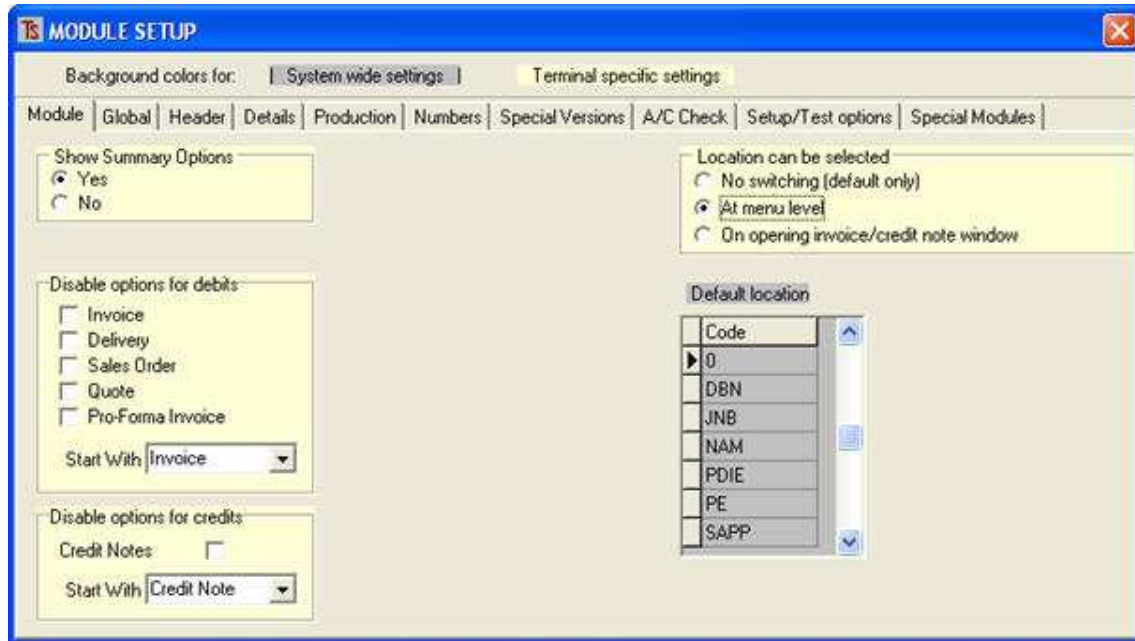 TS MODULE SETUP
Background colors for: | System wide settings | Terminal specific settings
Module Global Header Details Production Numbers Special Versions A/C Check Setup/Test options Special Modules
Show Summary Options
Yes
No
Location can be selected
No switching (default only)
At menu level
On opening invoice/credit note window
Disable options for debits
Invoice
Delivery
Sales Order
Quote
Pro-Forma Invoice
Start With Invoice
Default location
Code
0
DBN
JNB
NAM
PDIE
PE
SAPP
Disable options for credits
Credit Notes
Start With Credit Note